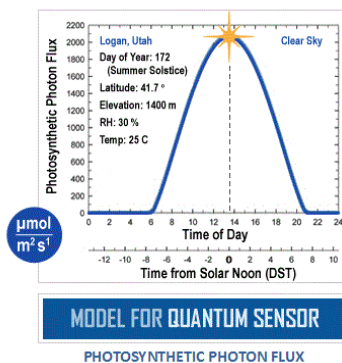 2200
2000
1800
1600
1400
1200
1000
800
600
400
200
0
Photosynthetic Photon Flux
Logan, Utah
Clear Sky
Day of Year: 172
(Summer Solstice)
Latitude: 41.7 °
Elevation: 1400 m
RH: 30 %
Temp: 25 C
µmol
m² s¹
0 2 4 6 8 10 12 14 16 18 20 22 24
Time of Day
-12 -10 -8 -6 -4 -2 0 2 4 6 8 10
Time from Solar Noon (DST)
MODEL FOR QUANTUM SENSOR
PHOTOSYNTHETIC PHOTON FLUX